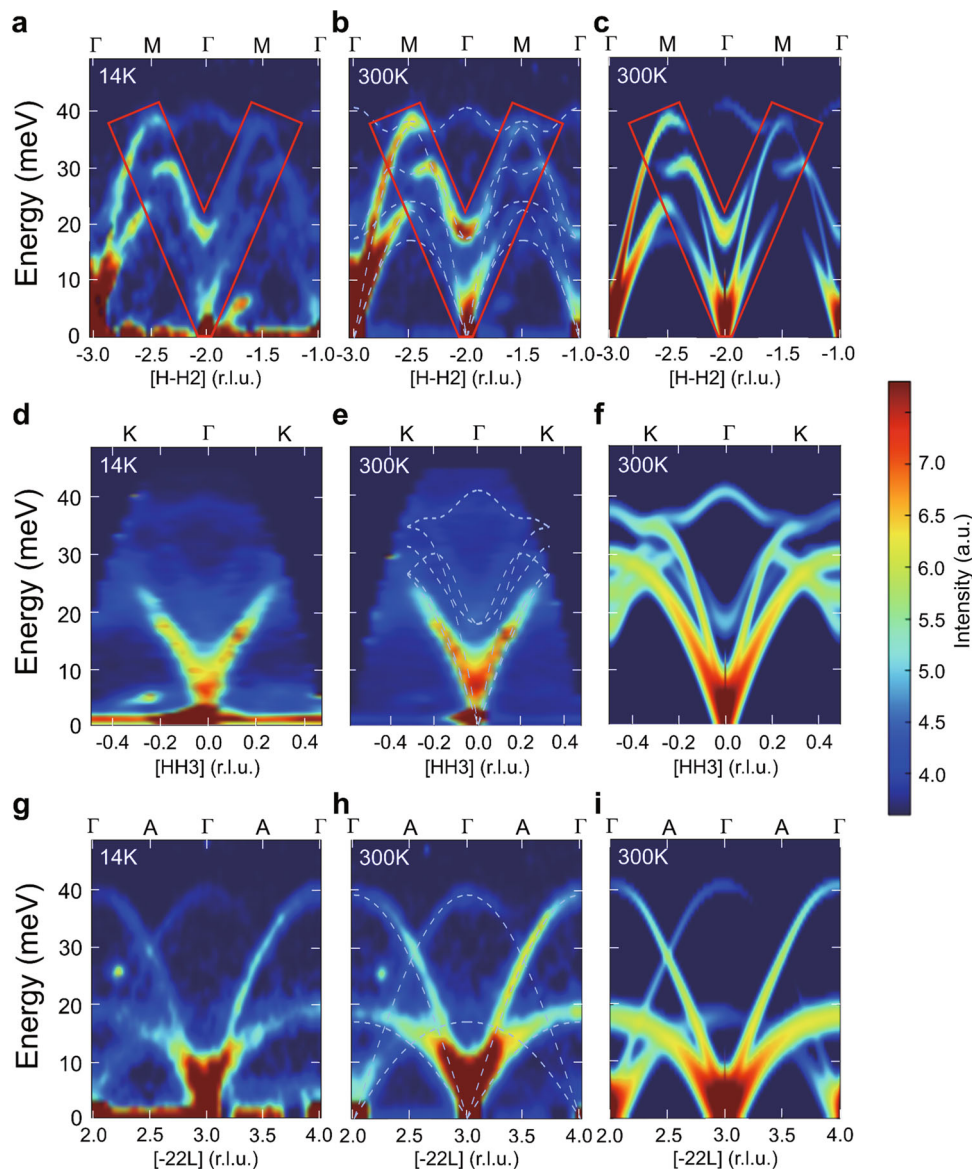 a b c
Γ M Γ M Γ Γ M Γ M Γ Γ M Γ M Γ
14K 300K 300K
Energy (meV)
40
30
20
10
0
-3.0 -2.5 -2.0 -1.5 -1.0 -3.0 -2.5 -2.0 -1.5 -1.0 -3.0 -2.5 -2.0 -1.5 -1.0
[H-H2] (r.l.u.) [H-H2] (r.l.u.) [H-H2] (r.l.u.)
d e f
K Γ K K Γ K K Γ K
14K 300K 300K
Energy (meV)
50
40
30
20
10
0
-0.4 -0.2 0.0 0.2 0.4 -0.4 -0.2 0.0 0.2 0.4 -0.4 -0.2 0.0 0.2 0.4
[HH3] (r.l.u.) [HH3] (r.l.u.) [HH3] (r.l.u.)
7.0
6.5
6.0
5.5
5.0
4.5
4.0
Intensity (a.u.)
g h i
Γ A Γ A Γ Γ A Γ A Γ Γ A Γ A Γ
14K 300K 300K
Energy (meV)
40
30
20
10
0
2.0 2.5 3.0 3.5 4.0 2.0 2.5 3.0 3.5 4.0 2.0 2.5 3.0 3.5 4.0
[-22L] (r.l.u.) [-22L] (r.l.u.) [-22L] (r.l.u.)